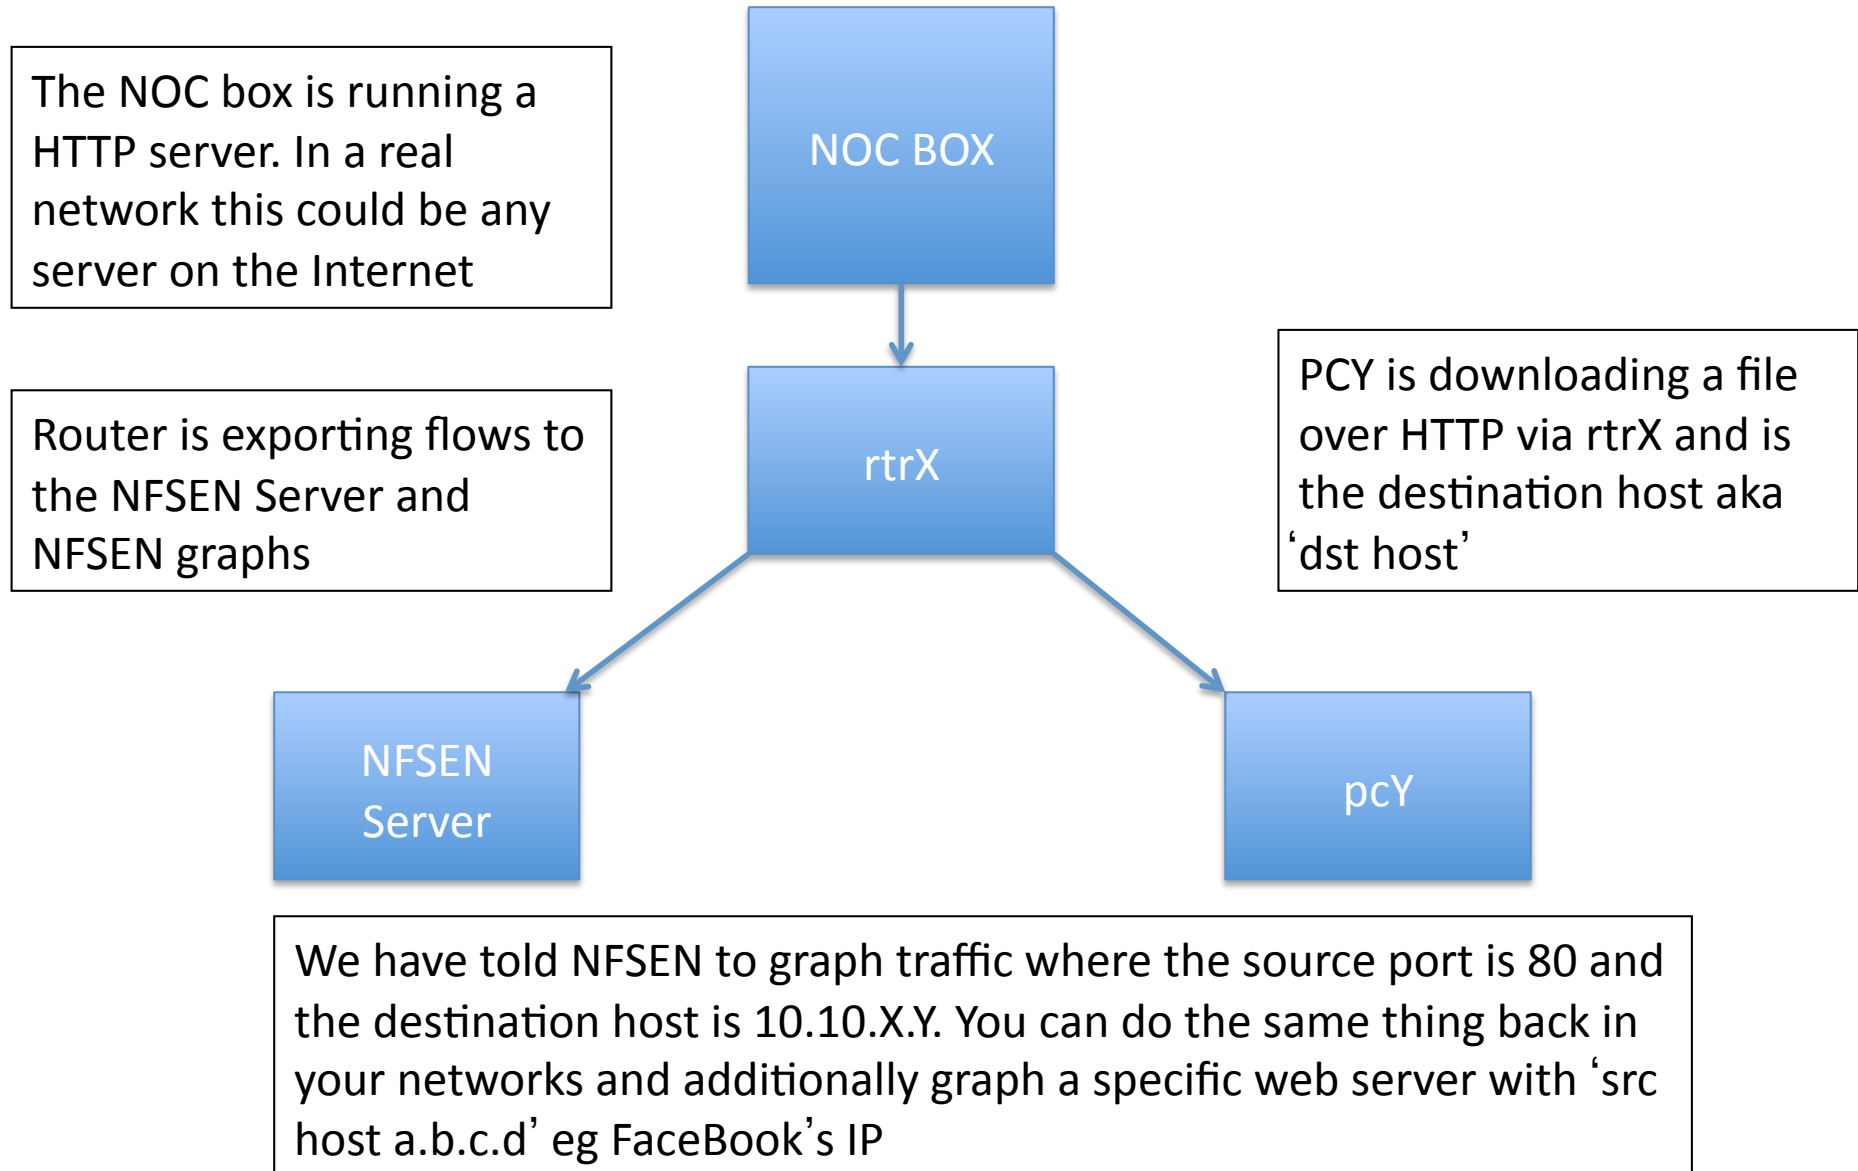 The NOC box is running a
HTTP server. In a real
network this could be any
server on the Internet
NOC BOX
Router is exporting flows to
the NFSEN Server and
NFSEN graphs
rtrX
PCY is downloading a file
over HTTP via rtrX and is
the destination host aka
‘dst host’
NFSEN
Server
pcY
We have told NFSEN to graph traffic where the source port is 80 and
the destination host is 10.10.X.Y. You can do the same thing back in
your networks and additionally graph a specific web server with ‘src
host a.b.c.d’ eg FaceBook’s IP